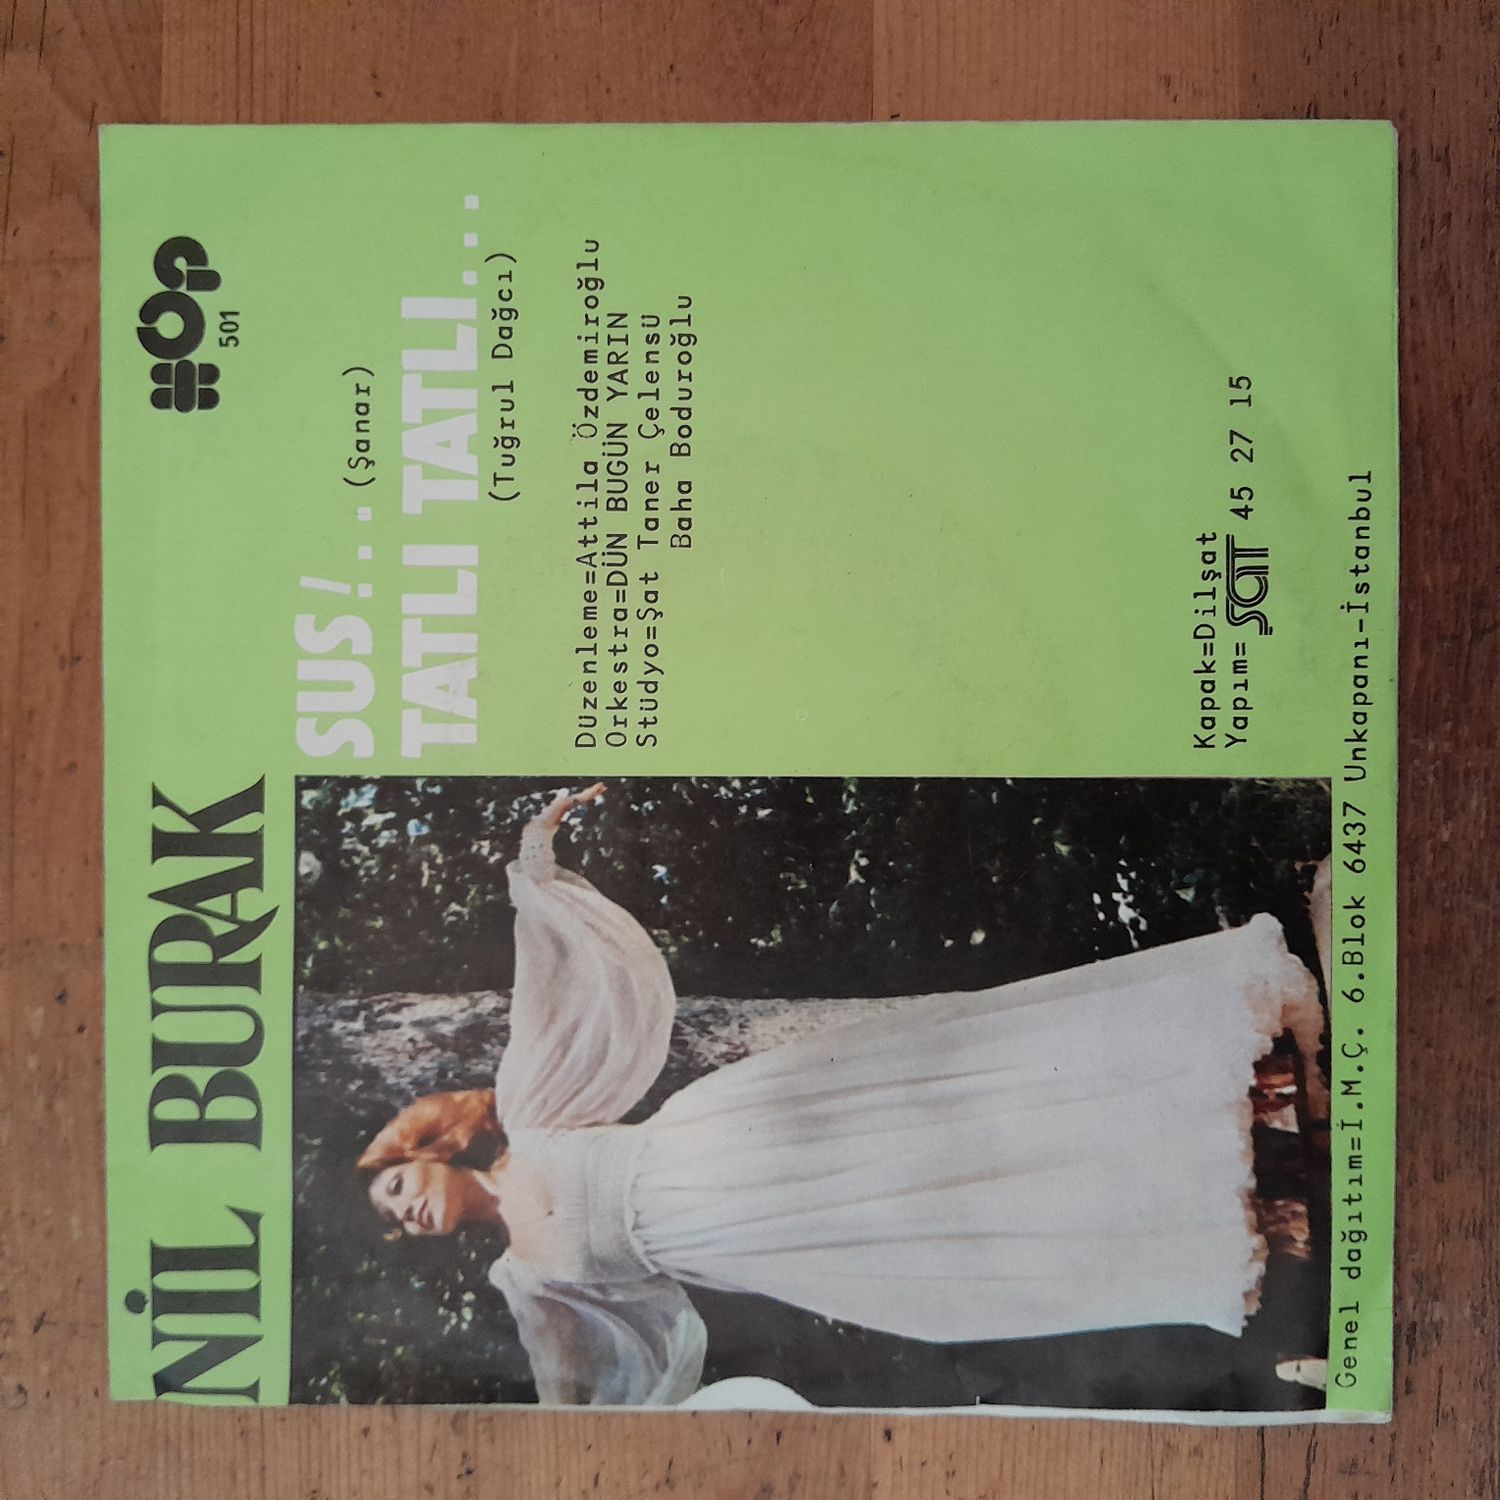 NİL BURAK
HOP
501
SUS!.. (Şanar)
TATLI TATLI...
(Tuğrul Dağcı)
Düzenleme=Attila Özdemiroğlu
Orkestra=DÜN BUGÜN YARIN
Stüdyo=Şat Taner Çelensü
Baha Boduroğlu
Kapak=Dilşat
Yapım= ŞAT 45 27 15
Genel dağıtım=İ.M.Ç. 6.Blok 6437 Unkapanı-İstanbul